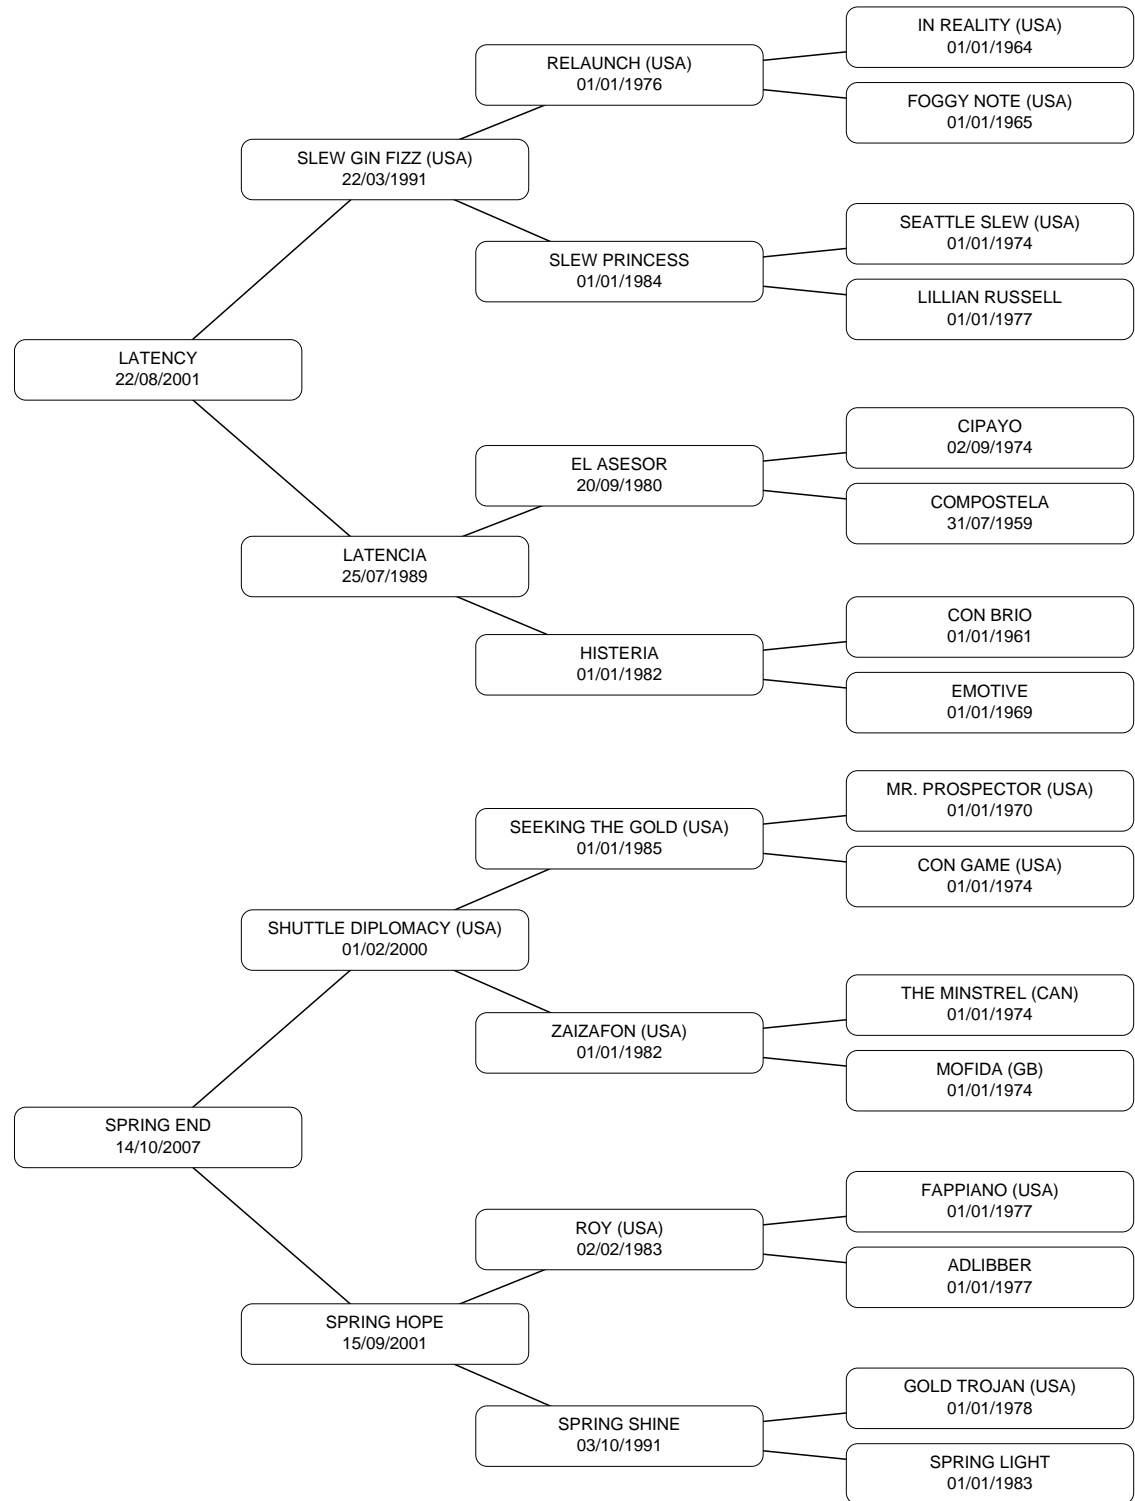 IN REALITY (USA)
01/01/1964
RELAUNCH (USA)
01/01/1976
FOGGY NOTE (USA)
01/01/1965
SLEW GIN FIZZ (USA)
22/03/1991
SEATTLE SLEW (USA)
01/01/1974
SLEW PRINCESS
01/01/1984
LILLIAN RUSSELL
01/01/1977
LATENCY
22/08/2001
CIPAYO
02/09/1974
EL ASESOR
20/09/1980
COMPOSTELA
31/07/1959
LATENCIA
25/07/1989
CON BRIO
01/01/1961
HISTERIA
01/01/1982
EMOTIVE
01/01/1969
MR. PROSPECTOR (USA)
01/01/1970
SEEKING THE GOLD (USA)
01/01/1985
CON GAME (USA)
01/01/1974
SHUTTLE DIPLOMACY (USA)
01/02/2000
THE MINSTREL (CAN)
01/01/1974
ZAIZAFON (USA)
01/01/1982
MOFIDA (GB)
01/01/1974
SPRING END
14/10/2007
FAPPIANO (USA)
01/01/1977
ROY (USA)
02/02/1983
ADLIBBER
01/01/1977
SPRING HOPE
15/09/2001
GOLD TROJAN (USA)
01/01/1978
SPRING SHINE
03/10/1991
SPRING LIGHT
01/01/1983